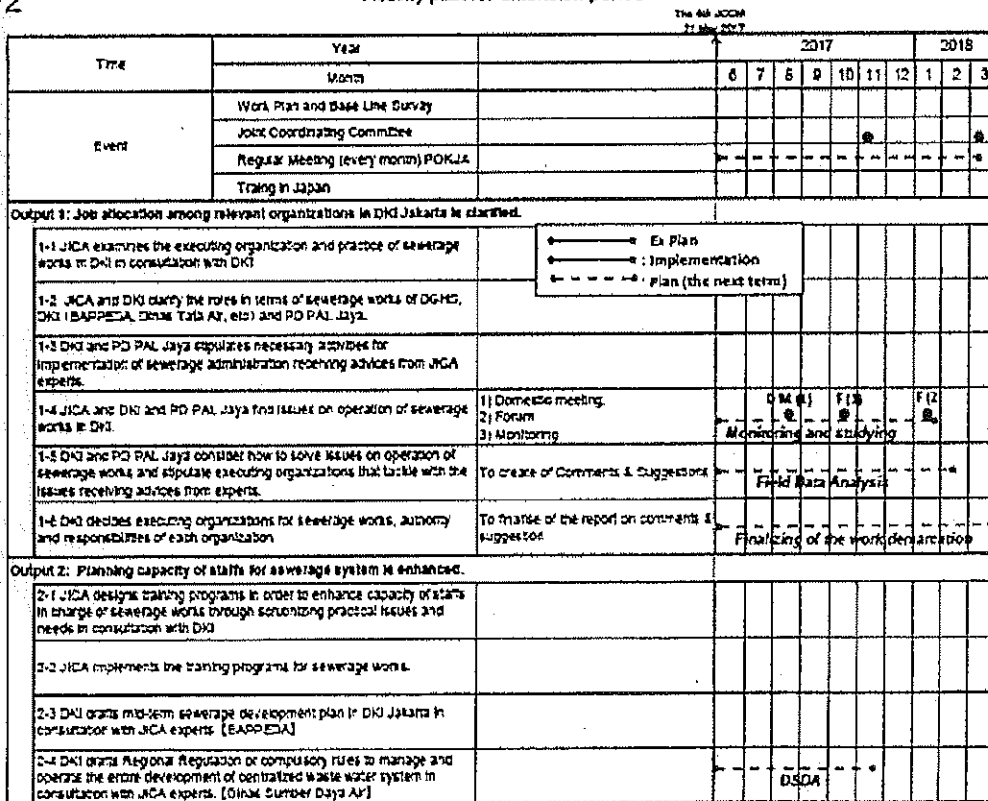 2
The 4th JCCM
Time
Year
2017
2018
Month
6 7 8 9 10 11 12 1 2 3
Event
Work Plan and Base Line Survey
Joint Coordinating Committee
Regular Meeting (every month) POKJA
Traing in Japan
Output 1: Job allocation among relevant organizations in DKI Jakarta is clarified.
Ex Plan
: Implementation
: Plan (the next term)
1-1 JICA examines the executing organization and practice of sewerage
works in DKI in consultation with DKI
1-2 JICA and DKI clarify the roles in terms of sewerage works of DGHS,
DKI (BAPPEDA, Dinas Tata Air, etc) and PD PAL Jaya.
1-3 DKI and PD PAL Jaya stipulates necessary activities for
implementation of sewerage administration receiving advices from JICA
experts.
1-4 JICA and DKI and PD PAL Jaya find issues on operation of sewerage
works in DKI.
1) Domestic meeting.
2) Forum
3) Monitoring
Monitoring and studying
1-5 DKI and PD PAL Jaya consider how to solve issues on operation of
sewerage works and stipulate executing organizations that tackle with the
issues receiving advices from experts.
To create of Comments & Suggestions
Field Data Analysis
1-6 DKI decides executing organizations for sewerage works, authority
and responsibilities of each organization
To finalise of the report on comments &
suggestion
Finalizing of the work demarcation
Output 2: Planning capacity of staffs for sewerage system is enhanced.
2-1 JICA designs training programs in order to enhance capacity of staffs
in charge of sewerage works through scrutinizing practical issues and
needs in consultation with DKI
2-2 JICA implements the training programs for sewerage works.
2-3 DKI drafts mid-term sewerage development plan in DKI Jakarta in
consultation with JICA experts. [BAPPEDA]
2-4 DKI drafts Regional Regulation or compulsory rules to manage and
operate the entire development of centralized waste water system in
consultation with JICA experts. [Dinas Sumber Daya Air]
DSDA